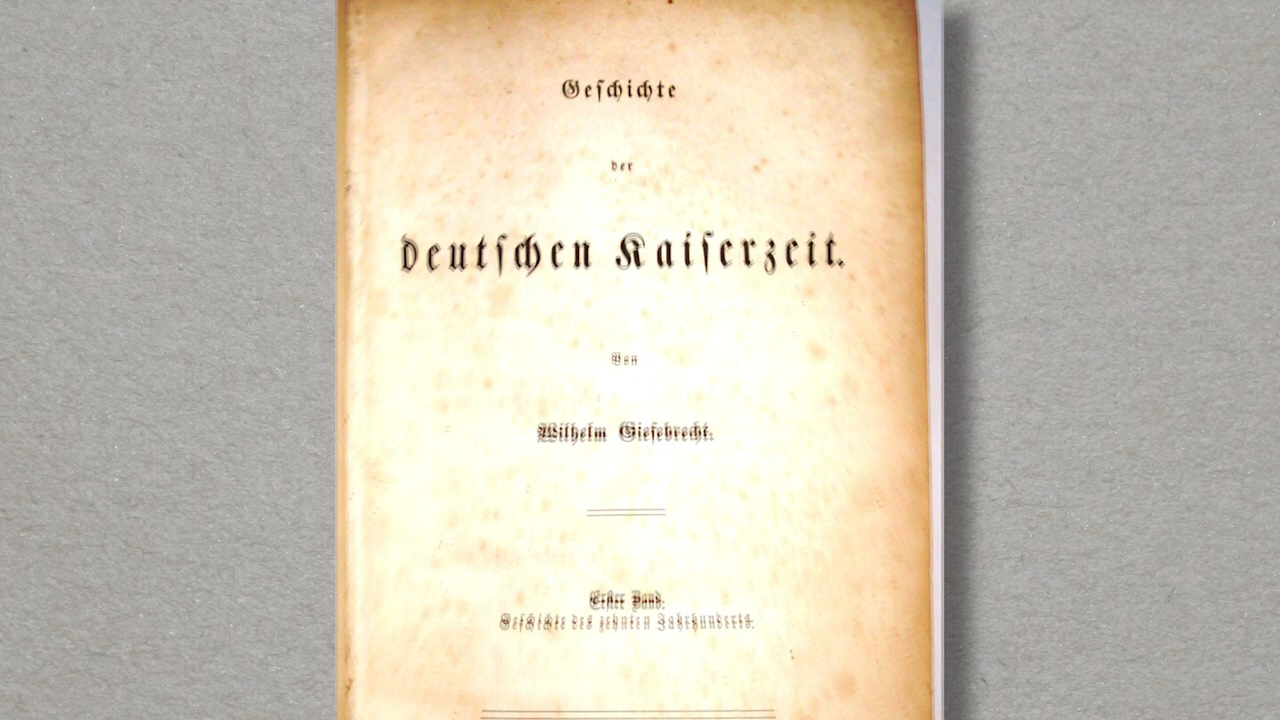 Geſchichte
der
deutſchen Kaiſerzeit.
Von
Wilhelm Gieſebrecht.
Erſter Band.
Geſchichte des zehnten Jahrhunderts.